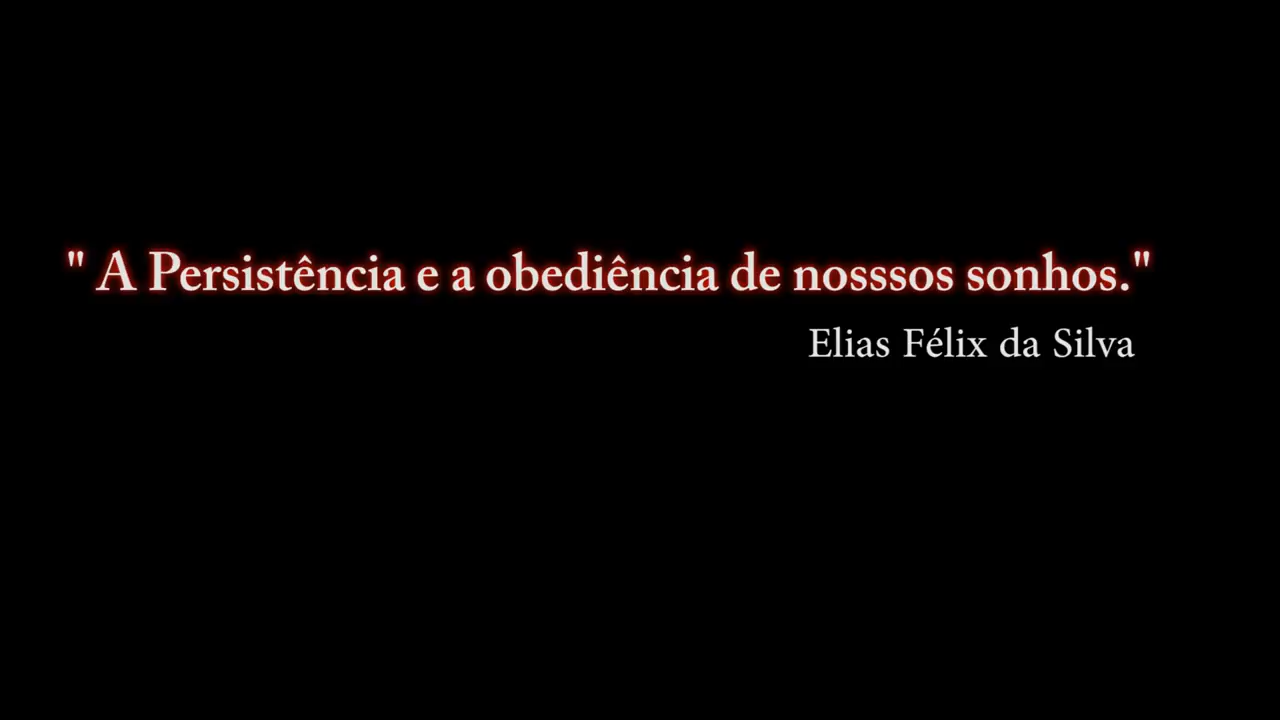 " A Persistência e a obediência de nosssos sonhos."
Elias Félix da Silva